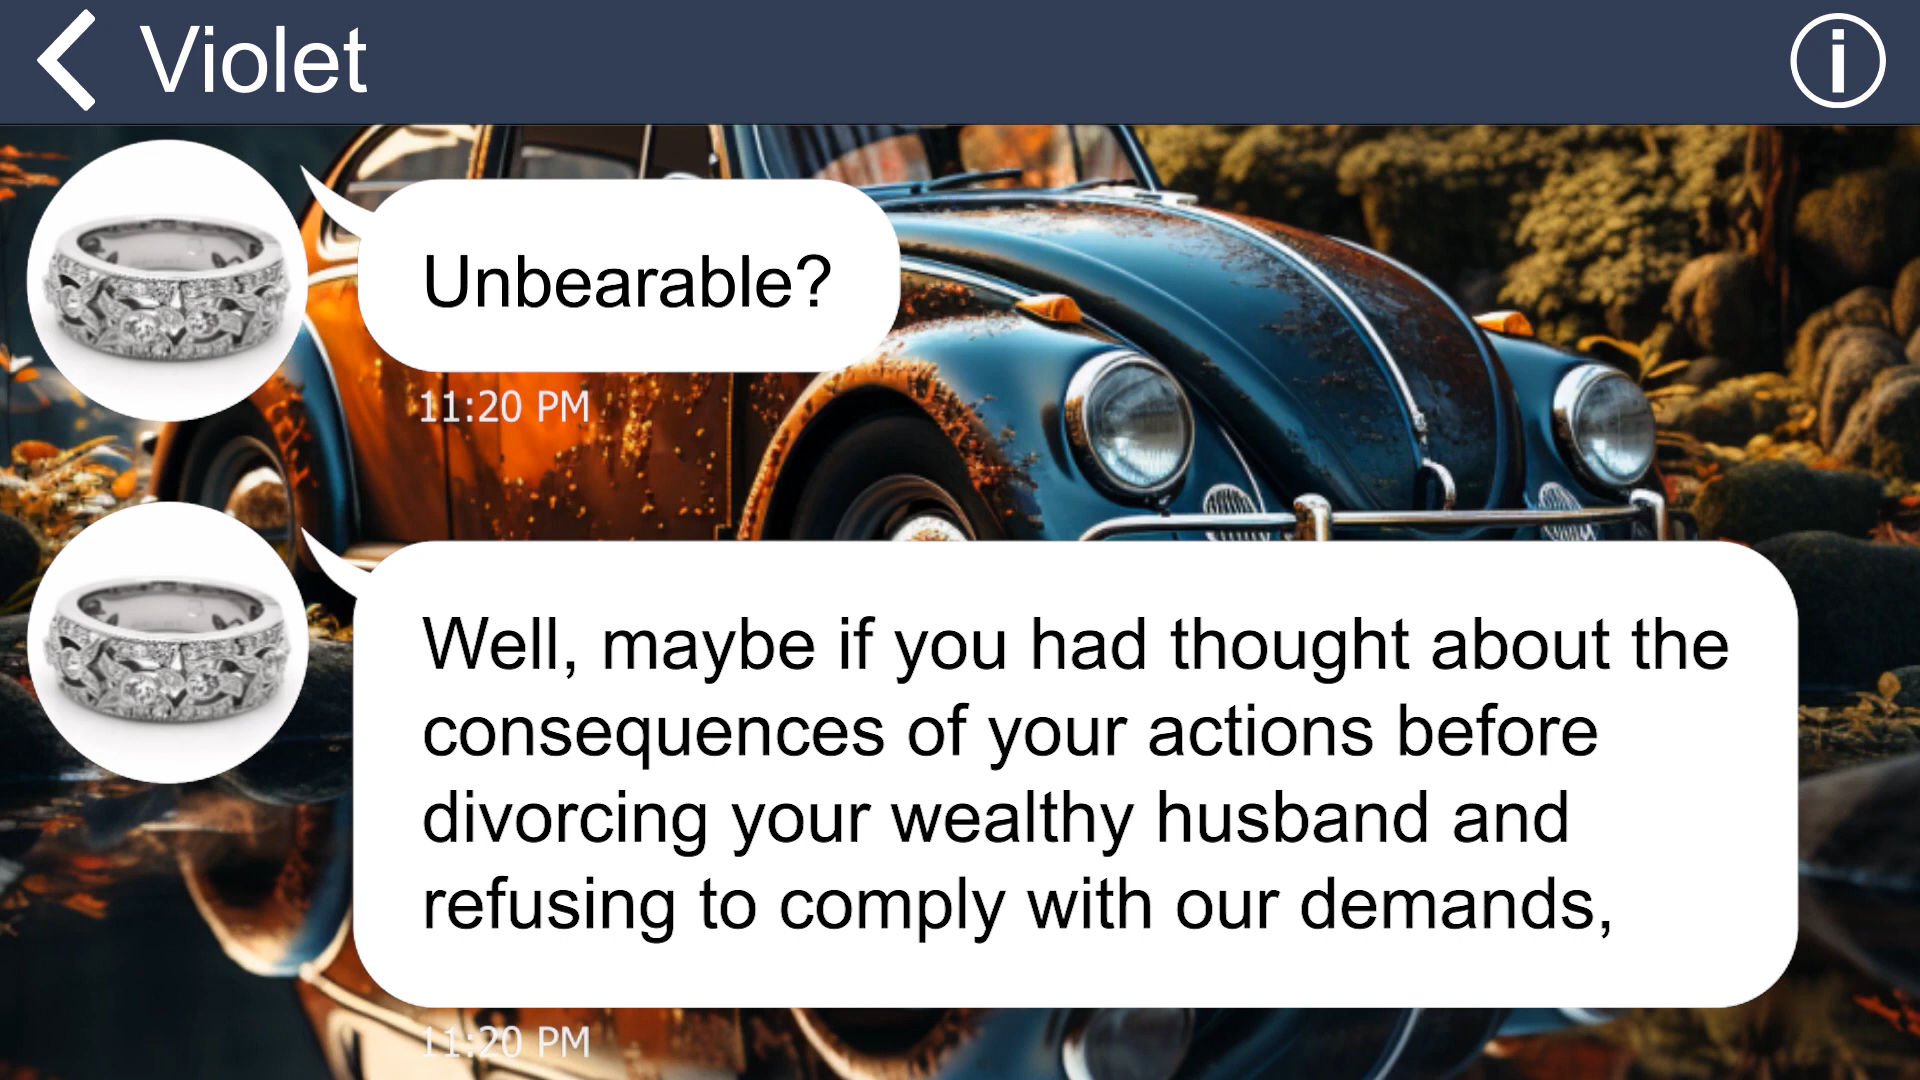 Violet
Unbearable?
11:20 PM
Well, maybe if you had thought about the
consequences of your actions before
divorcing your wealthy husband and
refusing to comply with our demands,
11:20 PM